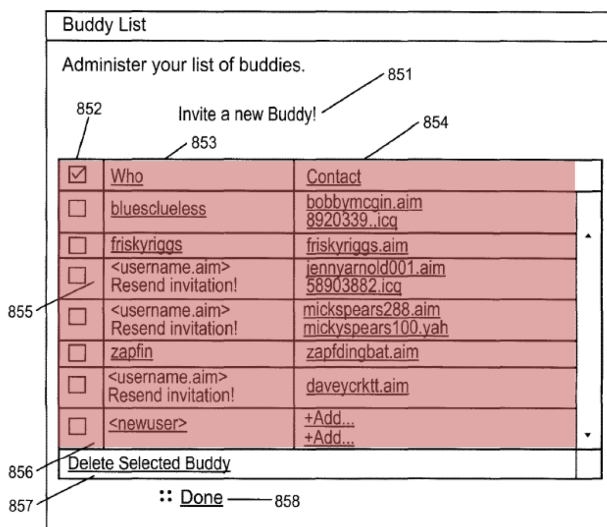 Buddy List
Administer your list of buddies.
851
Invite a new Buddy!
852
853
854
Who Contact
bluesclueless bobbymcgin.aim
8920339..icq
friskyriggs friskyriggs.aim
<username.aim> jennyarnold001.aim
Resend invitation! 58903882.icq
855
<username.aim> mickspears288.aim
Resend invitation! mickyspears100.yah
zapfin zapfdingbat.aim
<username.aim>
Resend invitation! daveycrktt.aim
<newuser> +Add...
+Add...
856
Delete Selected Buddy
857
:: Done
858